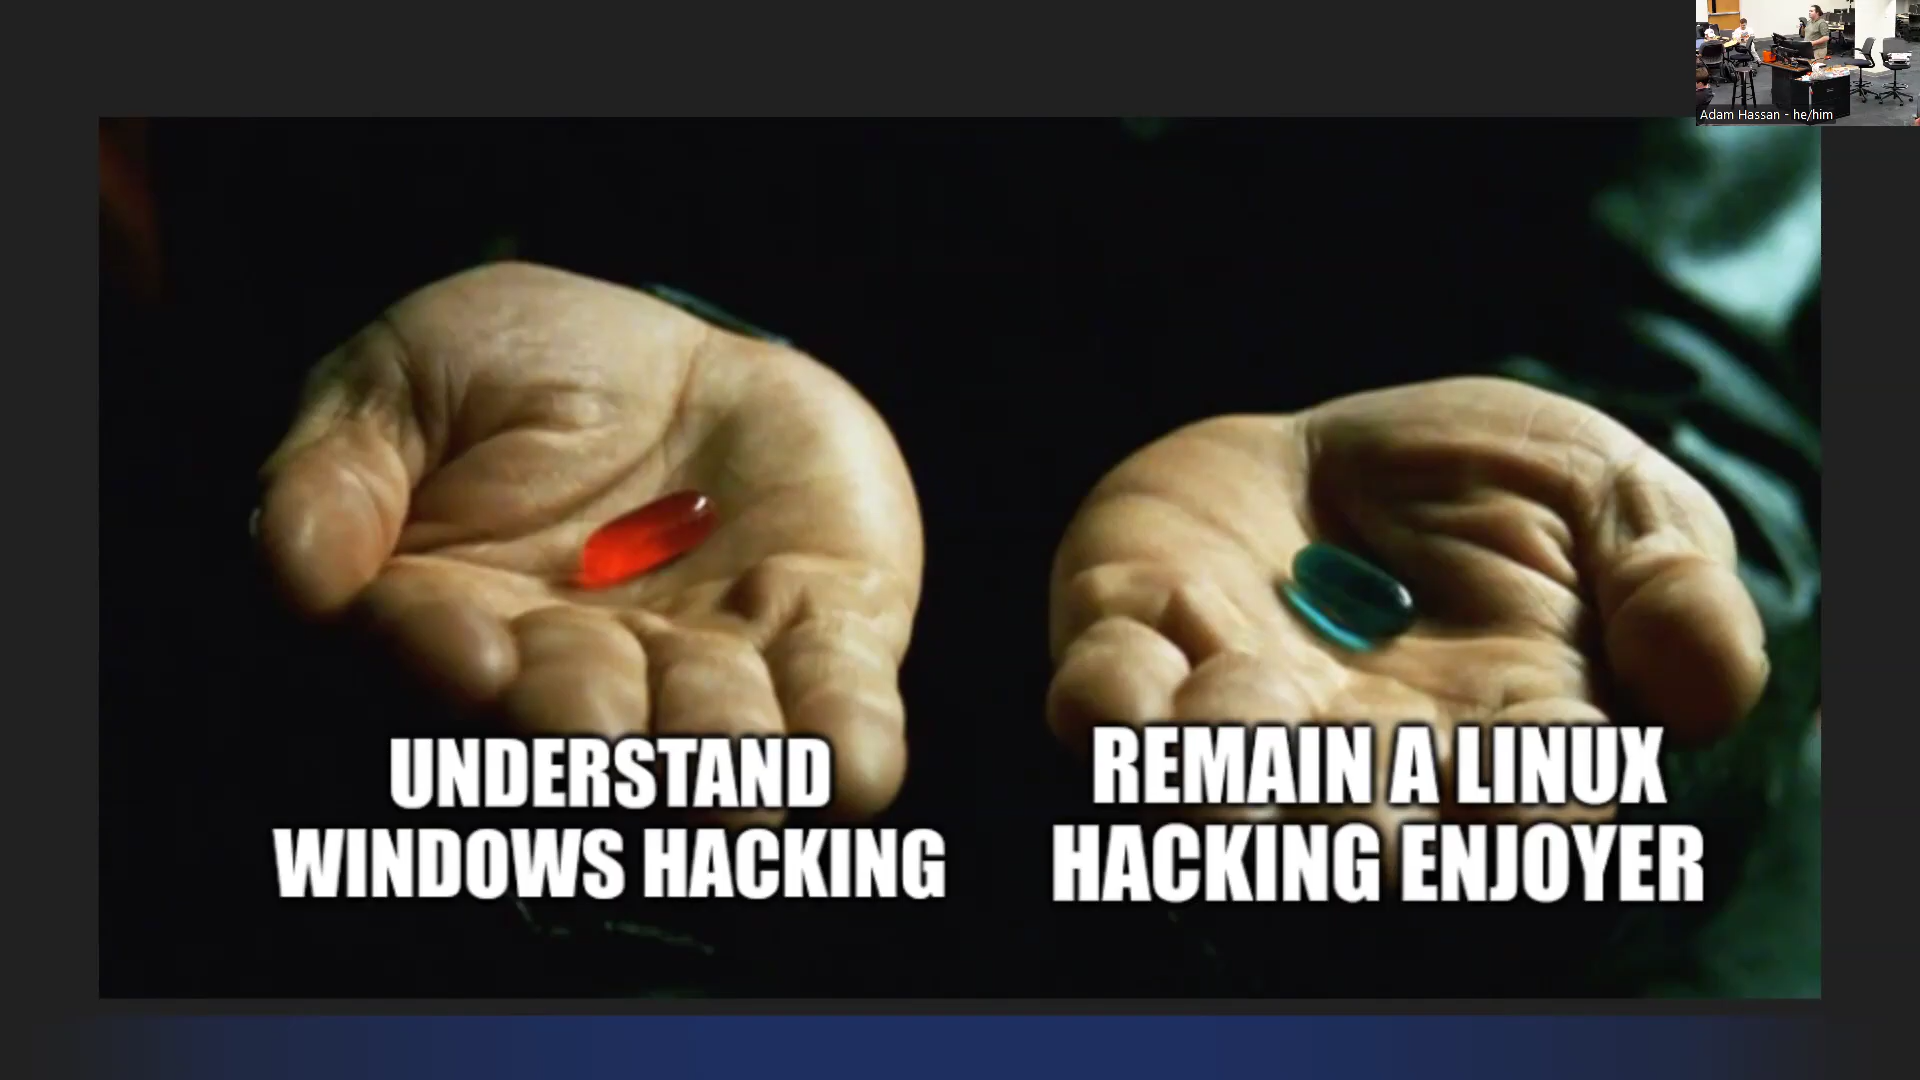 Adam Hassan - he/him
UNDERSTAND
WINDOWS HACKING
REMAIN A LINUX
HACKING ENJOYER